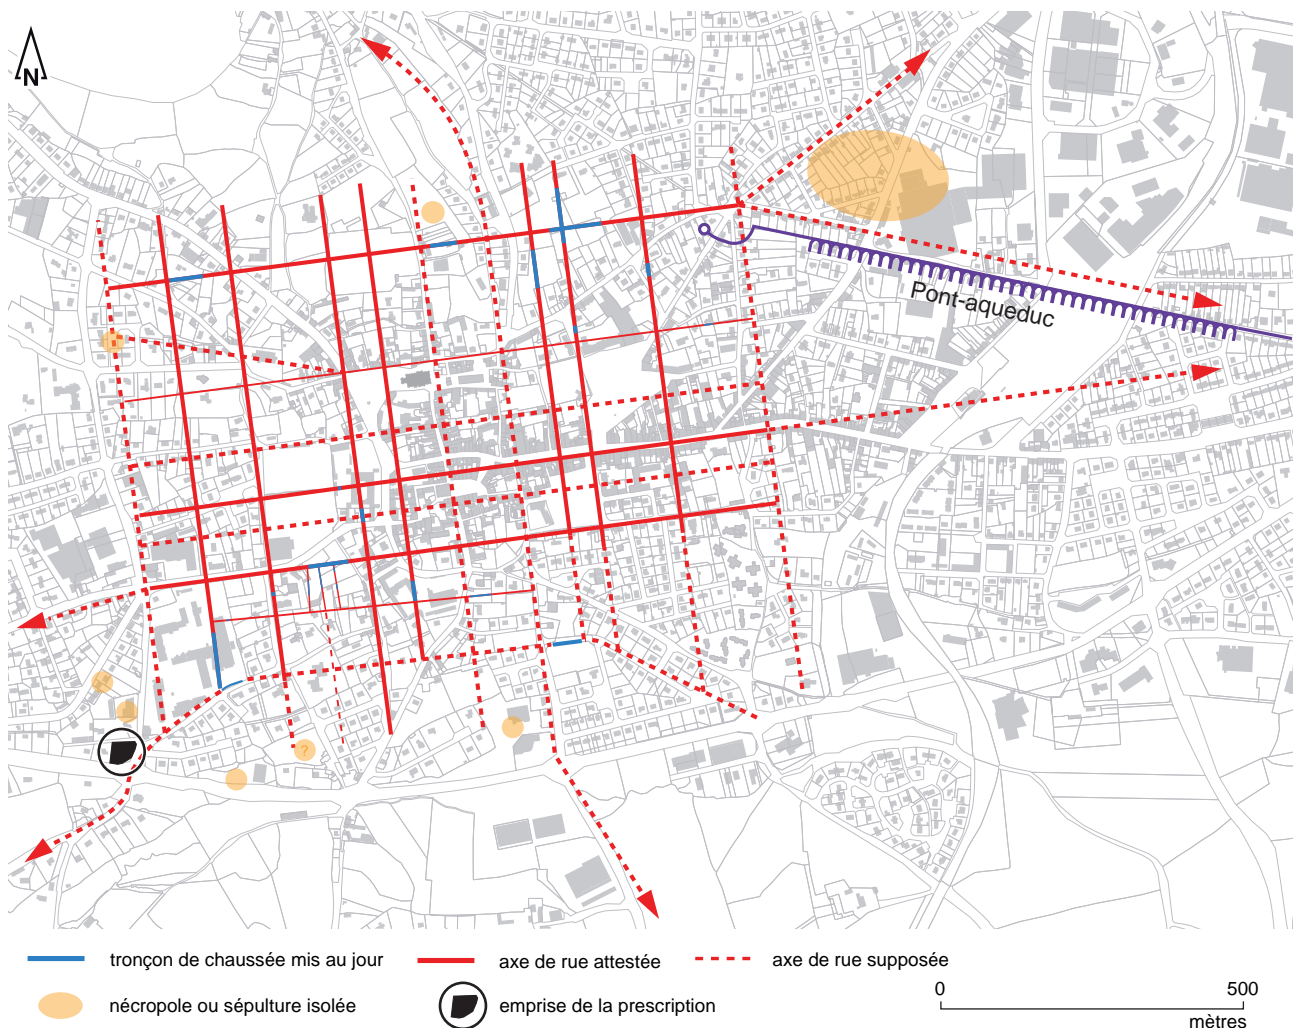 N
Pont-aqueduc
?
tronçon de chaussée mis au jour
axe de rue attestée
axe de rue supposée
nécropole ou sépulture isolée
emprise de la prescription
0
500
mètres